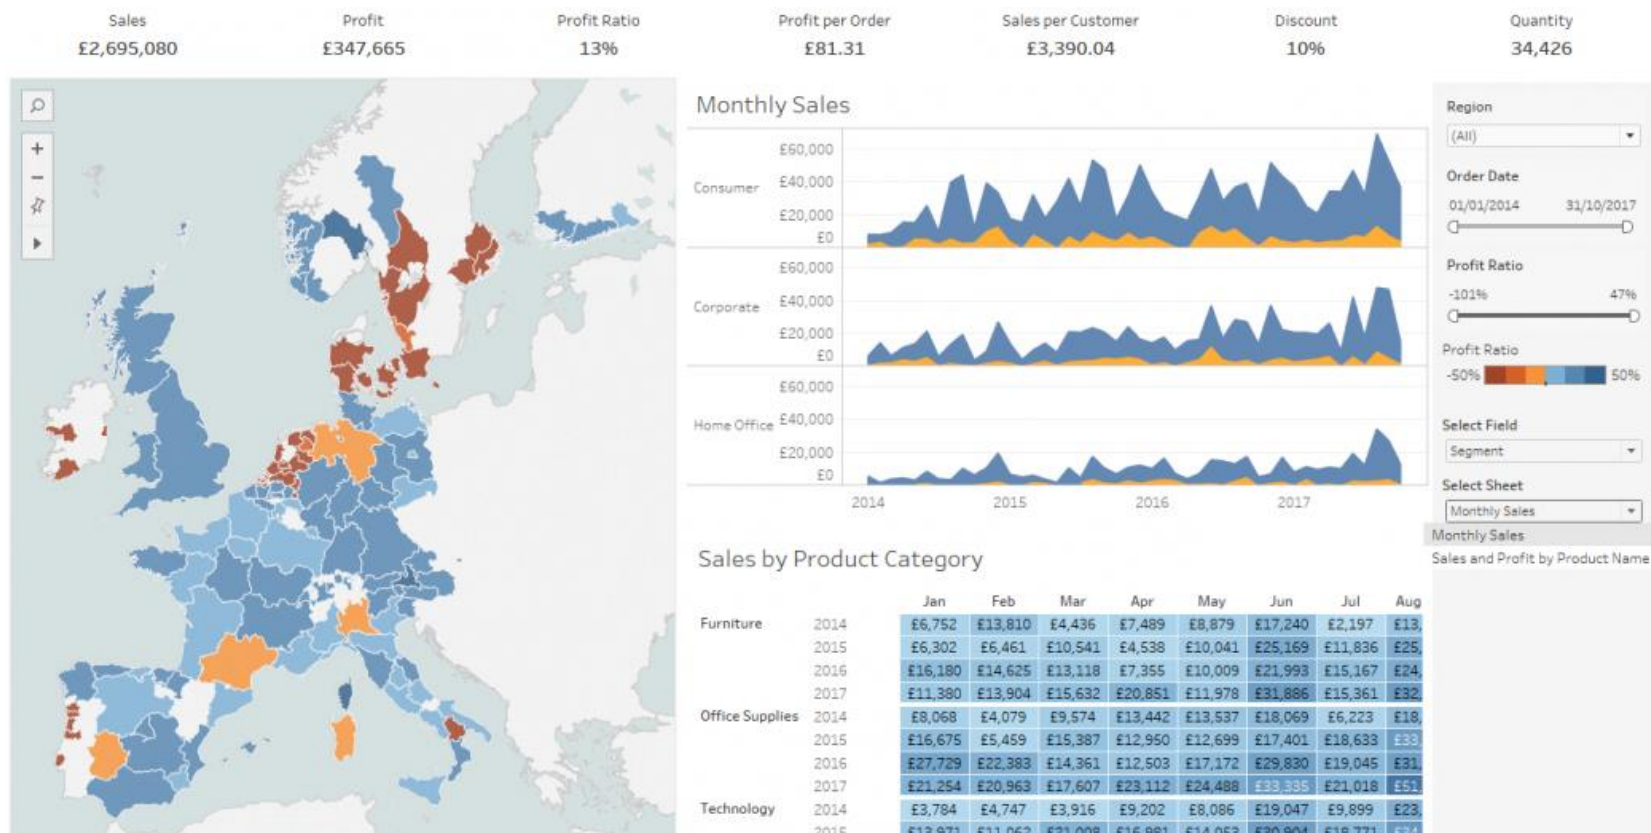 Sales Profit Profit Ratio Profit per Order Sales per Customer Discount Quantity
£2,695,080 £347,665 13% £81.31 £3,390.04 10% 34,426
Monthly Sales
Consumer
£60,000
£40,000
£20,000
£0
Corporate
£60,000
£40,000
£20,000
£0
Home Office
£60,000
£40,000
£20,000
£0
2014 2015 2016 2017
Region
(All)
Order Date
01/01/2014 31/10/2017
Profit Ratio
-101% 47%
Profit Ratio
-50% 50%
Select Field
Segment
Select Sheet
Monthly Sales
Monthly Sales
Sales and Profit by Product Name
Sales by Product Category
Jan Feb Mar Apr May Jun Jul Aug
Furniture 2014 £6,752 £13,810 £4,436 £7,489 £8,879 £17,240 £2,197 £13,
2015 £6,302 £6,461 £10,541 £4,538 £10,041 £25,169 £11,836 £25,
2016 £16,180 £14,625 £13,118 £7,355 £10,009 £21,993 £15,167 £24,
2017 £11,380 £13,904 £15,632 £20,851 £11,978 £31,886 £15,361 £32,
Office Supplies 2014 £8,068 £4,079 £9,574 £13,442 £13,537 £18,069 £6,223 £18,
2015 £16,675 £5,459 £15,387 £12,950 £12,699 £17,401 £18,633 £33,
2016 £27,729 £22,383 £14,361 £12,503 £17,172 £29,830 £19,045 £31,
2017 £21,254 £20,963 £17,607 £23,112 £24,488 £33,335 £21,018 £51,
Technology 2014 £3,784 £4,747 £3,916 £9,202 £8,086 £19,047 £9,899 £23,
2015